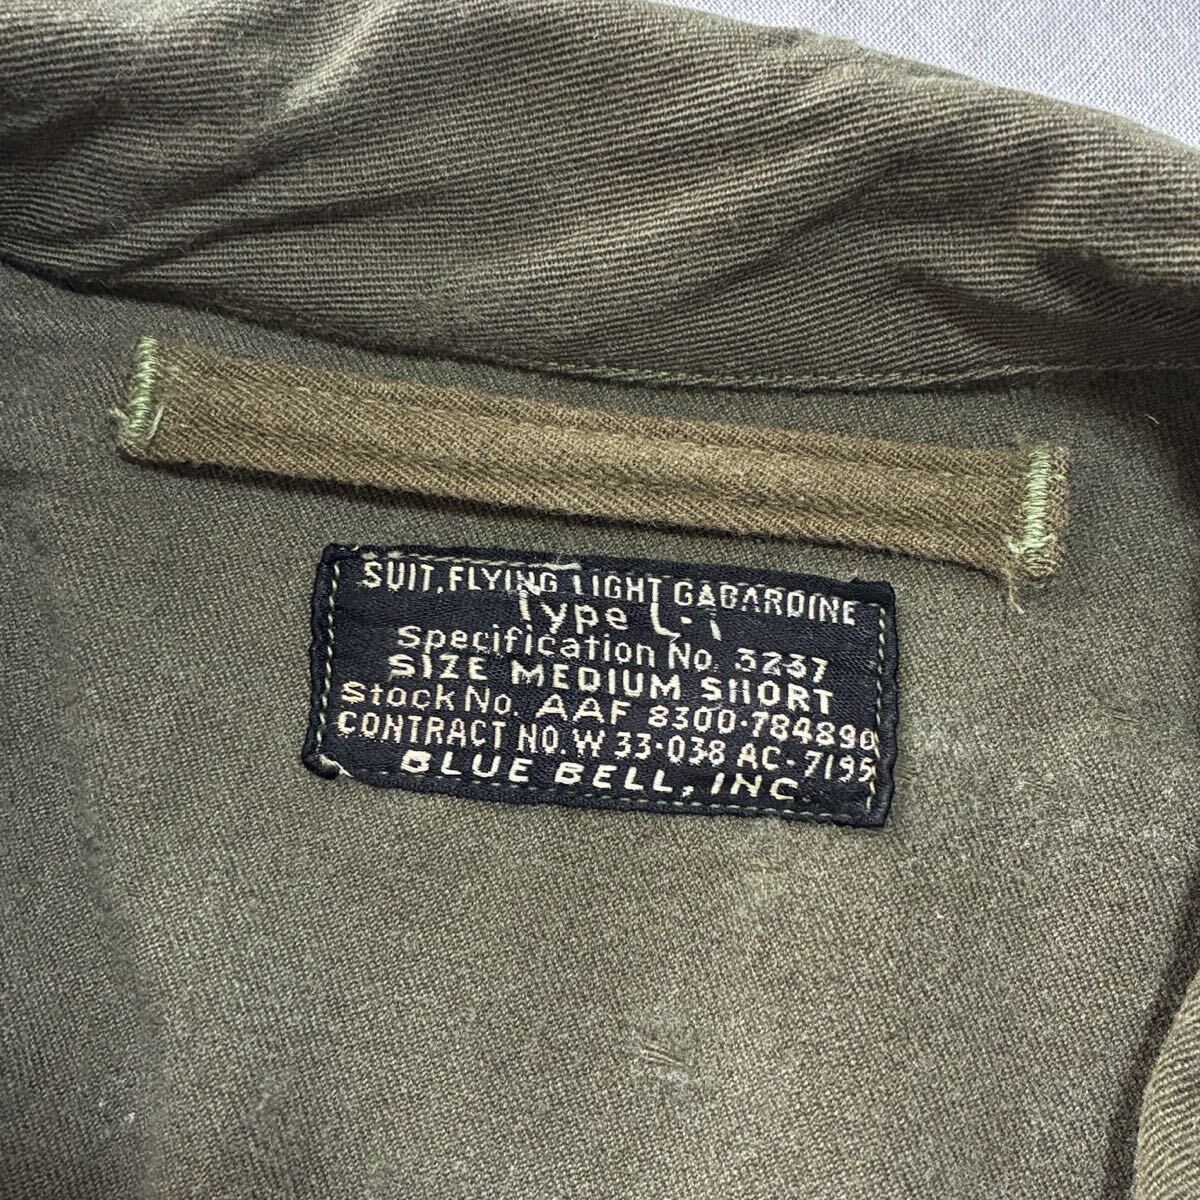 SUIT, FLYING LIGHT GABARDINE
Type L-1
Specification No. 3237
SIZE MEDIUM SHORT
Stock No. AAF 8300-784890
CONTRACT NO. W 33-038 AC-7195
BLUE BELL, INC.